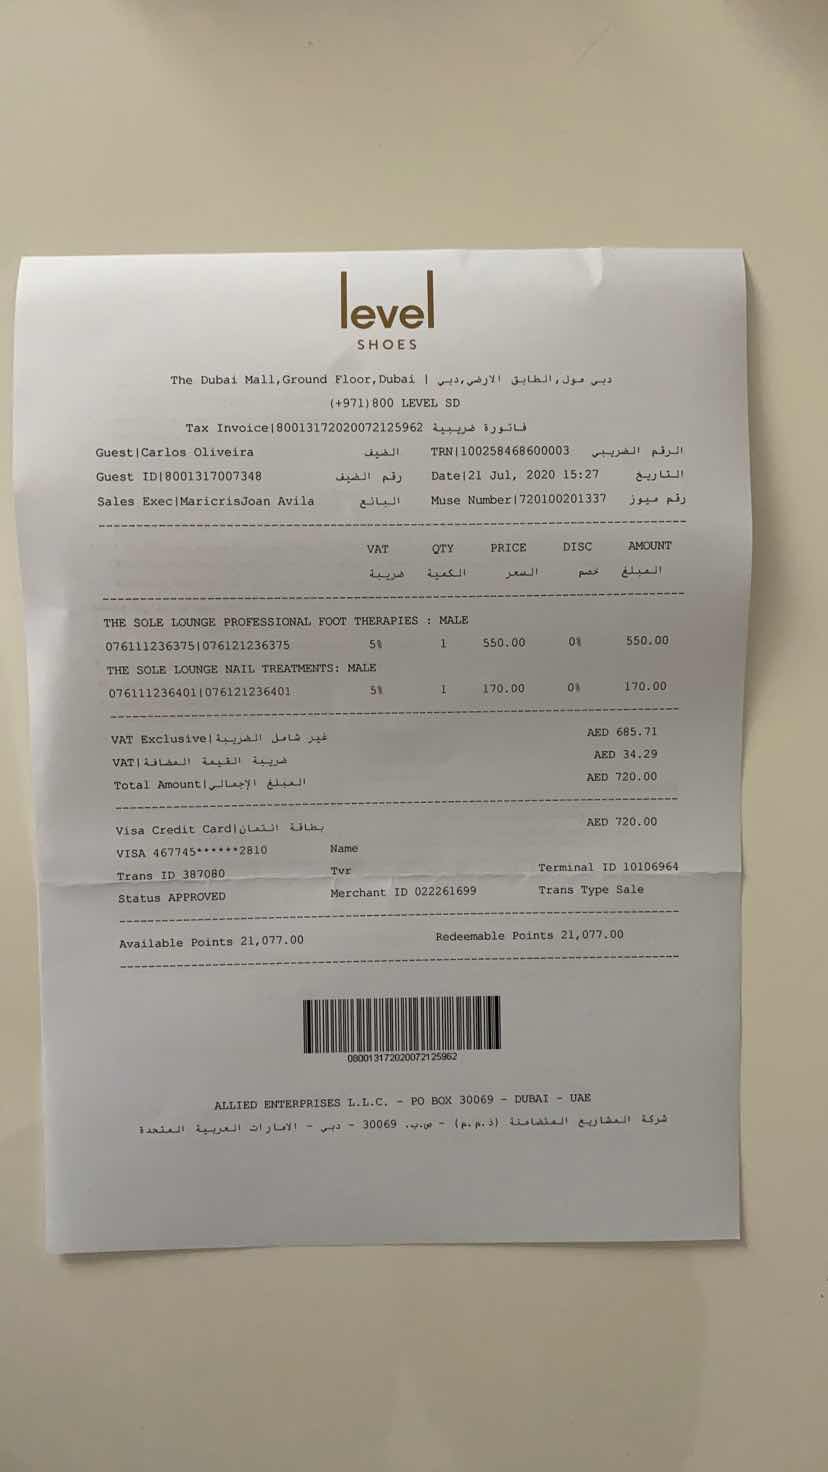 level
SHOES
The Dubai Mall,Ground Floor,Dubai | دبي مول,الطابق الارضي,دبي
(+971)800 LEVEL SD
Tax Invoice|80013172020072125962 فاتورة ضريبية
Guest|Carlos Oliveira الضيف TRN|100258468600003 الرقم الضريبي
Guest ID|8001317007348 رقم الضيف Date|21 Jul, 2020 15:27 التاريخ
Sales Exec|MaricrisJoan Avila البائع Muse Number|720100201337 رقم ميوز
VAT QTY PRICE DISC AMOUNT
ضريبة الكمية السعر خصم المبلغ
THE SOLE LOUNGE PROFESSIONAL FOOT THERAPIES : MALE
076111236375|076121236375 5% 1 550.00 0% 550.00
THE SOLE LOUNGE NAIL TREATMENTS: MALE
076111236401|076121236401 5% 1 170.00 0% 170.00
VAT Exclusive|غير شامل الضريبة AED 685.71
VAT|ضريبة القيمة المضافة AED 34.29
Total Amount|المبلغ الإجمالي AED 720.00
Visa Credit Card|بطاقة ائتمان AED 720.00
VISA 467745******2810 Name
Trans ID 387080 Tvr Terminal ID 10106964
Status APPROVED Merchant ID 022261699 Trans Type Sale
Available Points 21,077.00 Redeemable Points 21,077.00
080013172020072125962
ALLIED ENTERPRISES L.L.C. - PO BOX 30069 - DUBAI - UAE
شركة المشاريع المتضامنة (ذ.م.م) - ص.ب. 30069 - دبي - الامارات العربية المتحدة